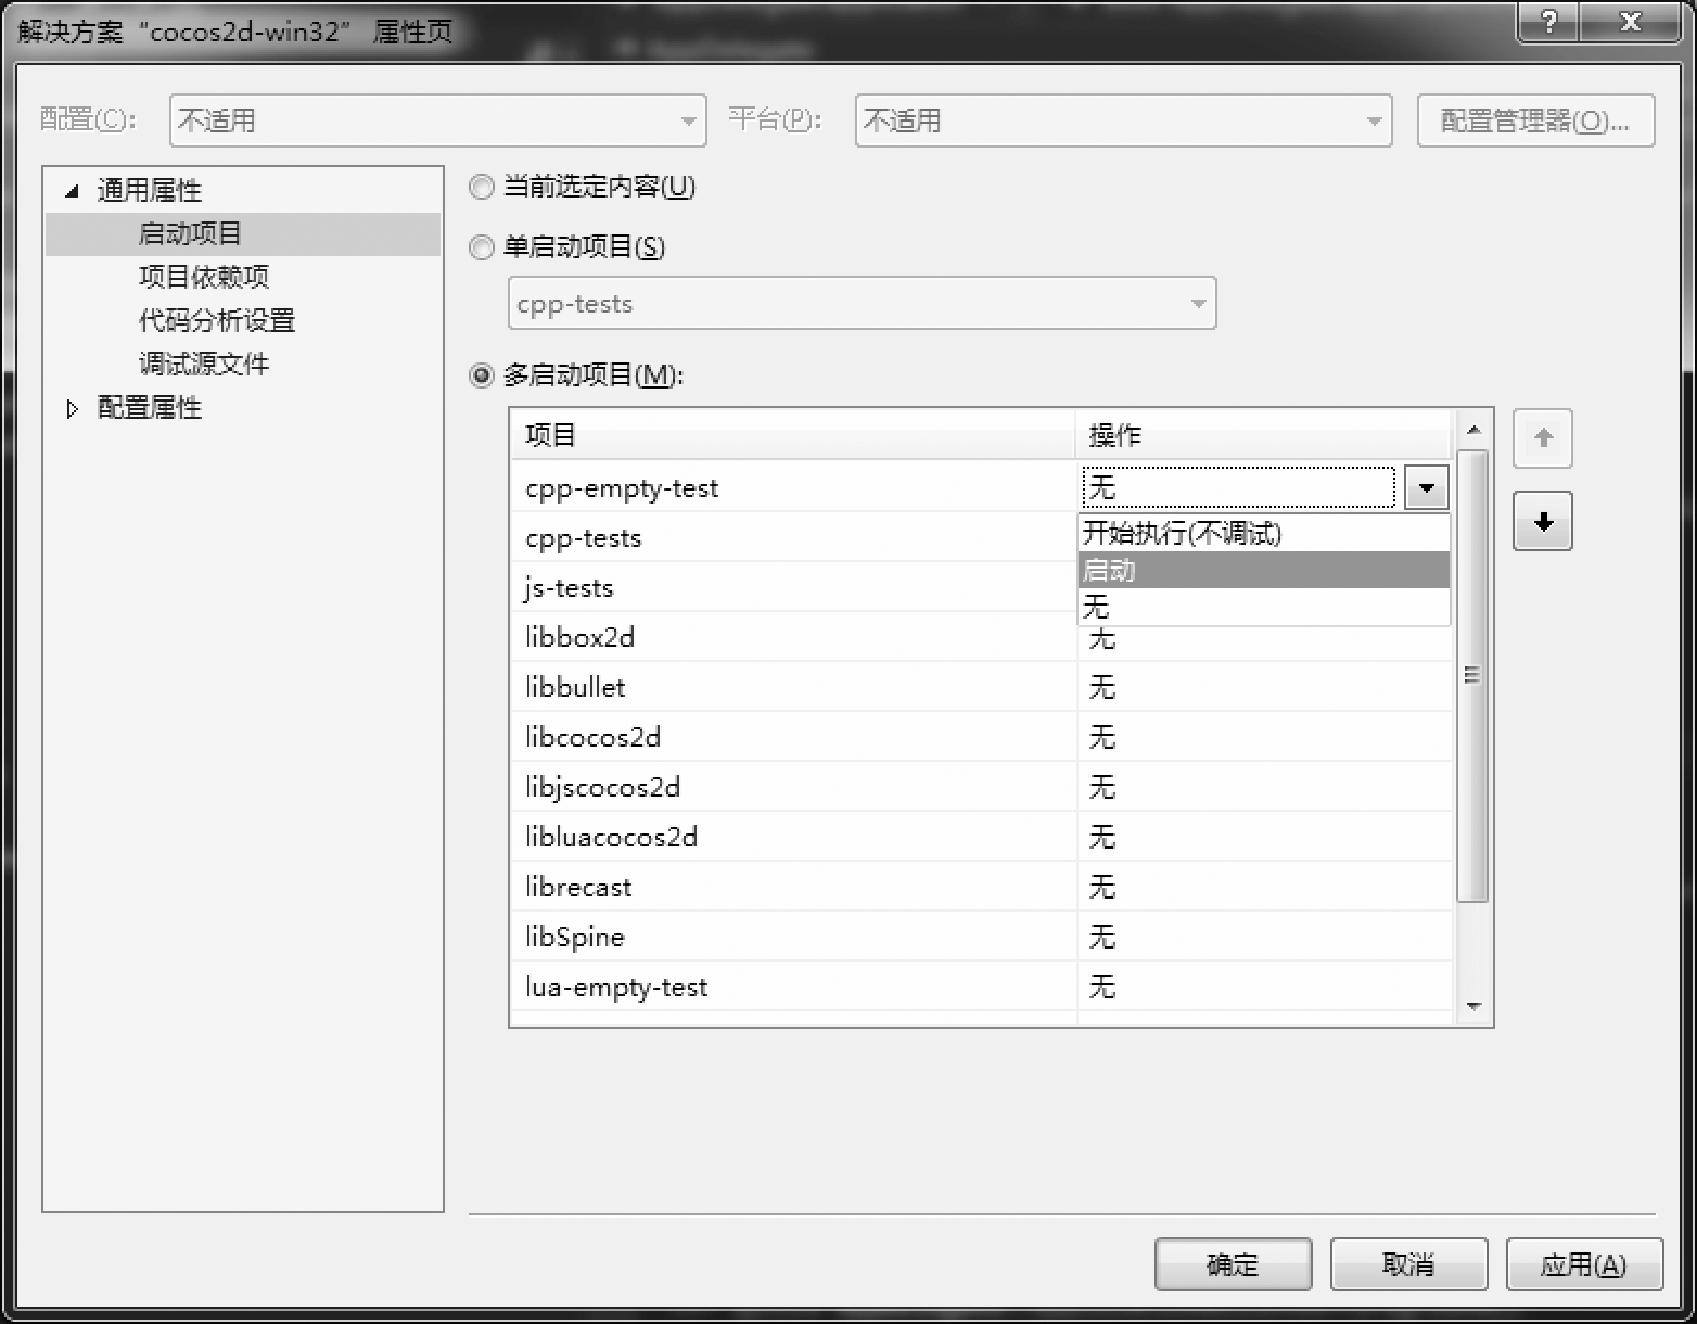 解决方案“cocos2d-win32” 属性页
配置(C): 不适用 平台(P): 不适用 配置管理器(O)...
通用属性
启动项目
项目依赖项
代码分析设置
调试源文件
配置属性
当前选定内容(U)
单启动项目(S)
cpp-tests
多启动项目(M):
项目 操作
cpp-empty-test 无
开始执行(不调试)
启动
无
cpp-tests
js-tests
libbox2d 无
libbullet 无
libcocos2d 无
libjscocos2d 无
libluacocos2d 无
librecast 无
libSpine 无
lua-empty-test 无
确定 取消 应用(A)